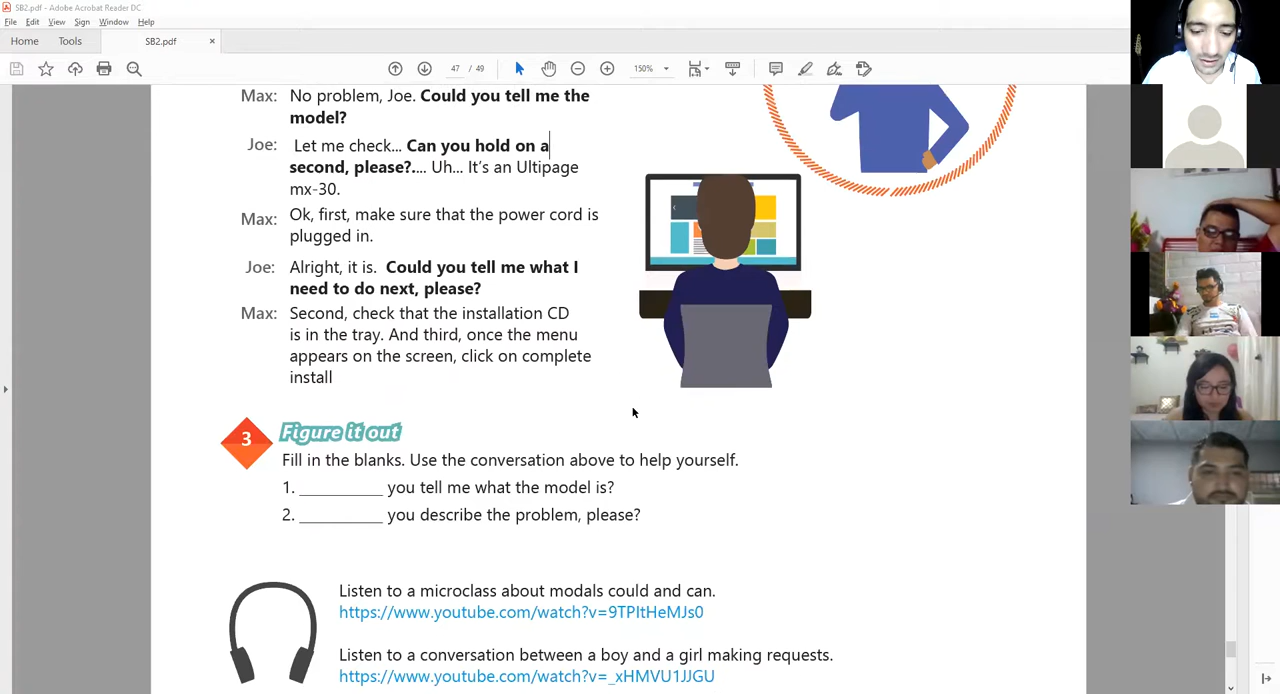 SB2.pdf - Adobe Acrobat Reader DC
File Edit View Sign Window Help
Home Tools SB2.pdf ×
47 / 49 150%
Max: No problem, Joe. Could you tell me the
model?
Joe: Let me check... Can you hold on a
second, please?.... Uh... It's an Ultipage
mx-30.
Max: Ok, first, make sure that the power cord is
plugged in.
Joe: Alright, it is. Could you tell me what I
need to do next, please?
Max: Second, check that the installation CD
is in the tray. And third, once the menu
appears on the screen, click on complete
install
3 Figure it out
Fill in the blanks. Use the conversation above to help yourself.
1. __________ you tell me what the model is?
2. __________ you describe the problem, please?
Listen to a microclass about modals could and can.
https://www.youtube.com/watch?v=9TPItHeMJs0
Listen to a conversation between a boy and a girl making requests.
https://www.youtube.com/watch?v=_xHMVU1JJGU